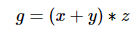 g = (x + y) * z